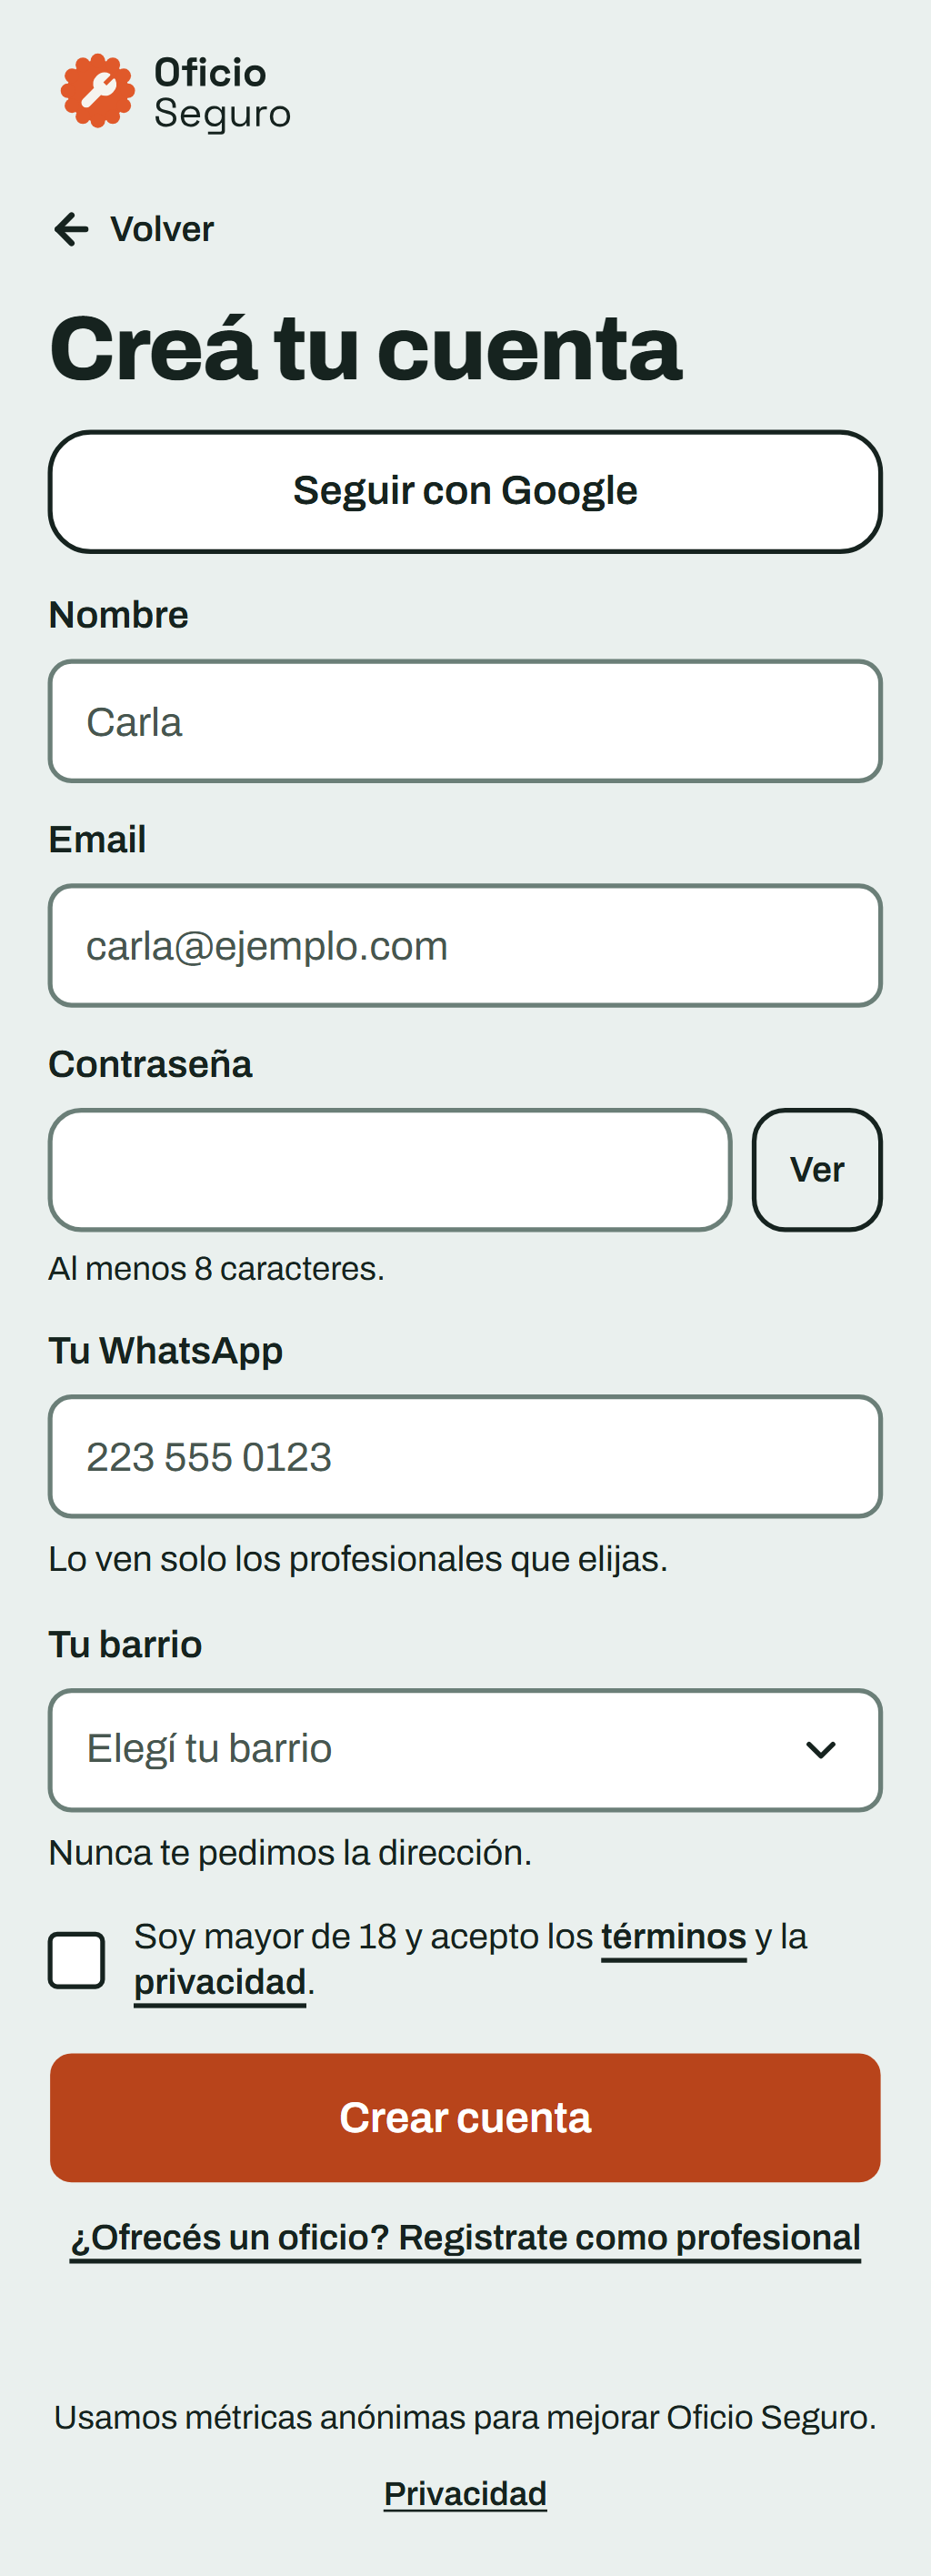 Oficio
Seguro
Volver
Creá tu cuenta
Seguir con Google
Nombre
Carla
Email
carla@ejemplo.com
Contraseña
Ver
Al menos 8 caracteres.
Tu WhatsApp
223 555 0123
Lo ven solo los profesionales que elijas.
Tu barrio
Elegí tu barrio
Nunca te pedimos la dirección.
Soy mayor de 18 y acepto los términos y la
privacidad.
Crear cuenta
¿Ofrecés un oficio? Registrate como profesional
Usamos métricas anónimas para mejorar Oficio Seguro.
Privacidad